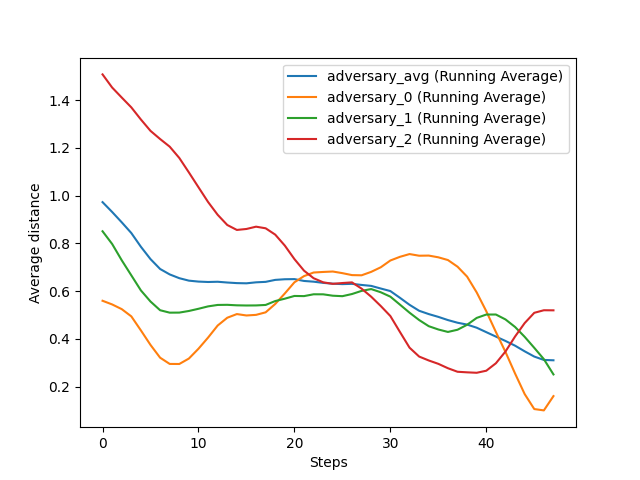 adversary_avg (Running Average)
adversary_0 (Running Average)
adversary_1 (Running Average)
adversary_2 (Running Average)
Average distance
1.4
1.2
1.0
0.8
0.6
0.4
0.2
0 10 20 30 40
Steps